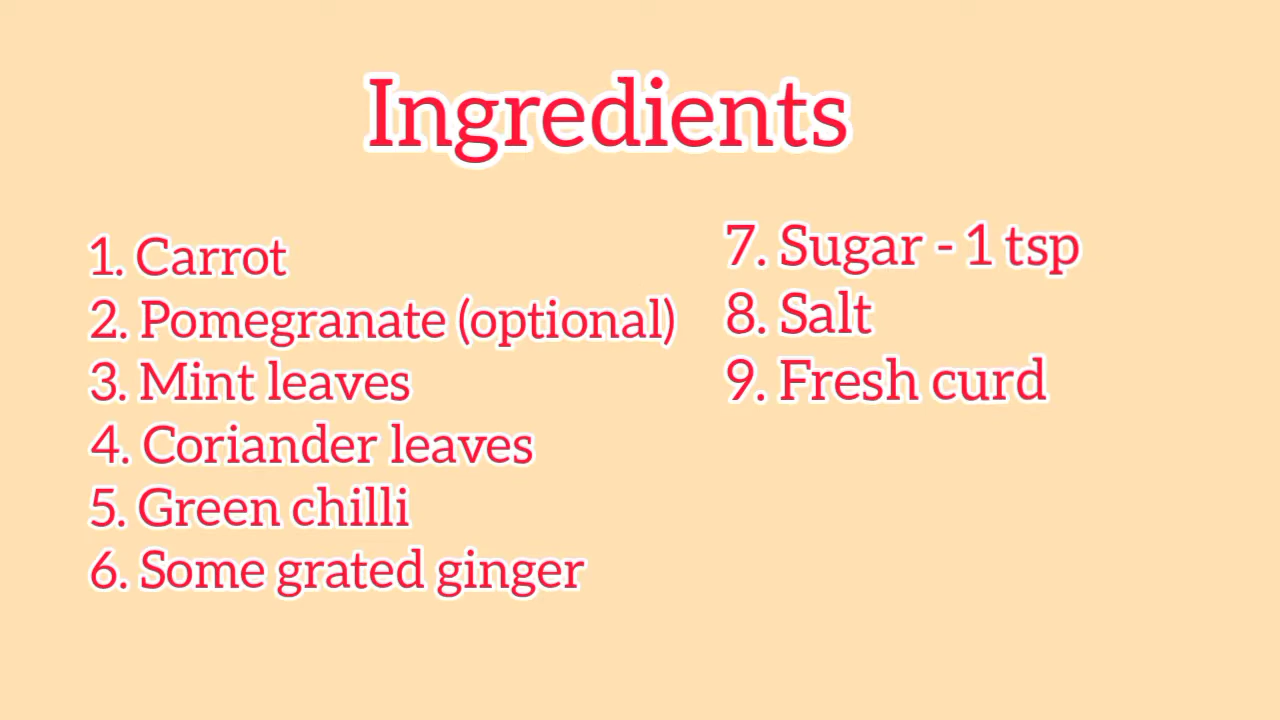 Ingredients
1. Carrot
2. Pomegranate (optional)
3. Mint leaves
4. Coriander leaves
5. Green chilli
6. Some grated ginger
7. Sugar - 1 tsp
8. Salt
9. Fresh curd